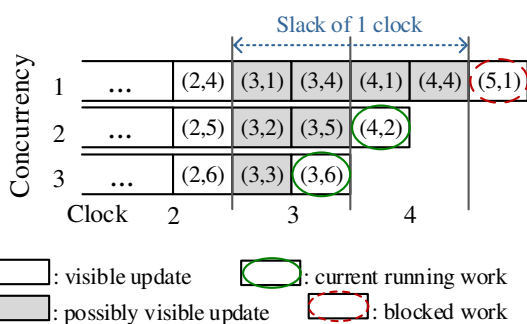 Slack of 1 clock
Concurrency
1 ... (2,4) (3,1) (3,4) (4,1) (4,4) (5,1)
2 ... (2,5) (3,2) (3,5) (4,2)
3 ... (2,6) (3,3) (3,6)
Clock 2 3 4
: visible update : current running work
: possibly visible update : blocked work